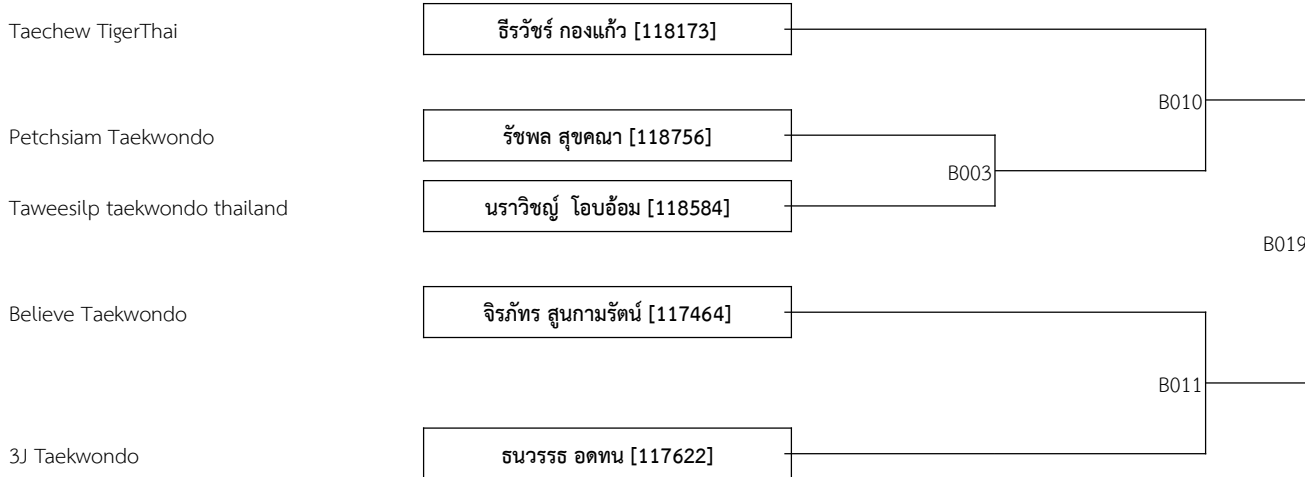 Taechew TigerThai ธีรวัชร์ กองแก้ว [118173]
B010
Petchsiam Taekwondo รัชพล สุขคณา [118756]
B003
Taweesilp taekwondo thailand นราวิชญ์ โอบอ้อม [118584]
B019
Believe Taekwondo จิรภัทร สูนกามรัตน์ [117464]
B011
3J Taekwondo ธนวรรธ อดทน [117622]